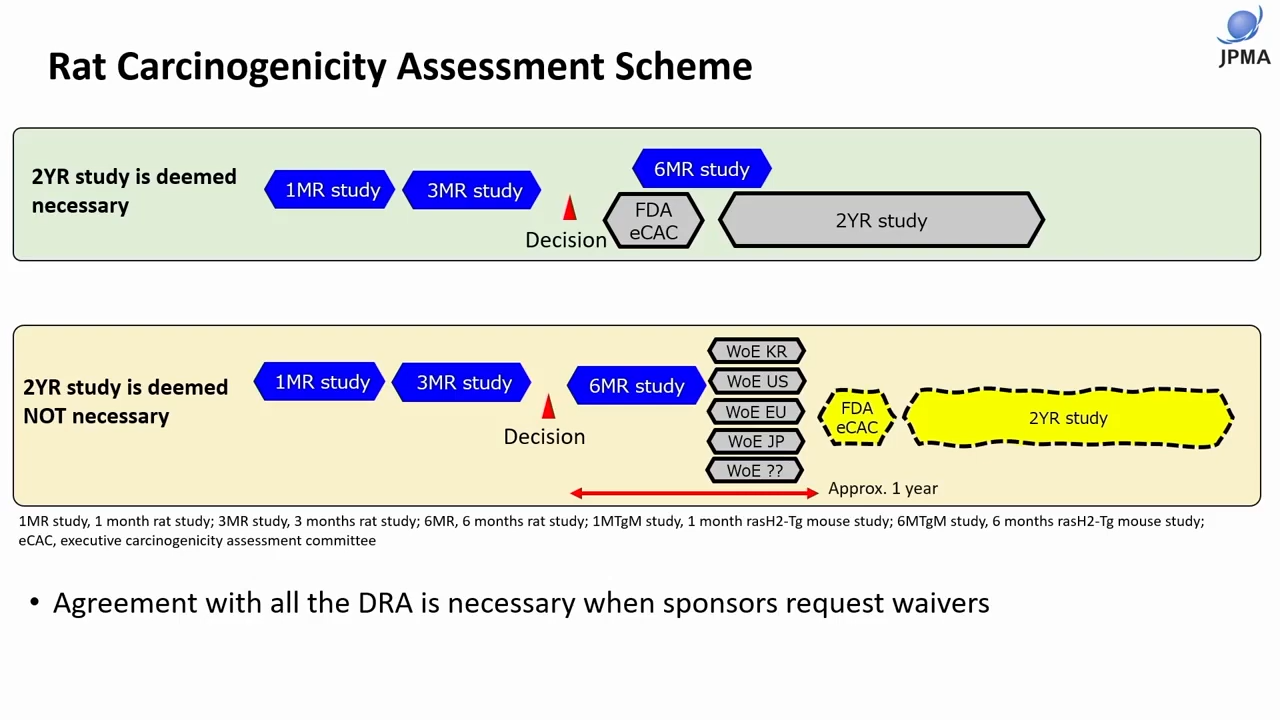 JPMA
Rat Carcinogenicity Assessment Scheme
2YR study is deemed
necessary
1MR study
3MR study
Decision
6MR study
FDA
eCAC
2YR study
2YR study is deemed
NOT necessary
1MR study
3MR study
Decision
6MR study
WoE KR
WoE US
WoE EU
WoE JP
WoE ??
FDA
eCAC
2YR study
Approx. 1 year
1MR study, 1 month rat study; 3MR study, 3 months rat study; 6MR, 6 months rat study; 1MTgM study, 1 month rasH2-Tg mouse study; 6MTgM study, 6 months rasH2-Tg mouse study;
eCAC, executive carcinogenicity assessment committee
• Agreement with all the DRA is necessary when sponsors request waivers